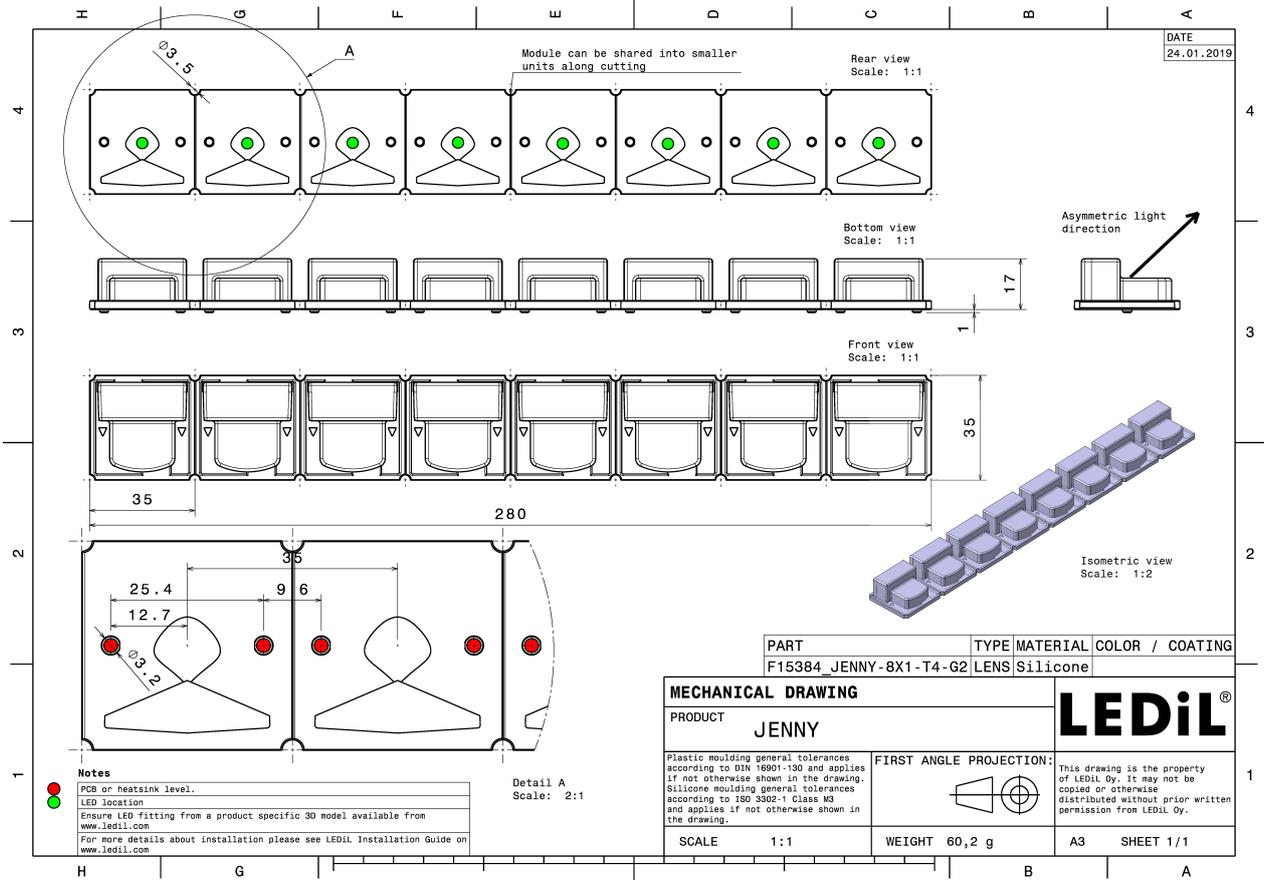 H G F E D C B A
DATE
24.01.2019
Ø3.5
A
Module can be shared into smaller
units along cutting
Rear view
Scale: 1:1
4
4
Asymmetric light
direction
Bottom view
Scale: 1:1
17
1
3
3
Front view
Scale: 1:1
35
35
280
2
2
35
25.4
9.6
12.7
Ø3.2
Isometric view
Scale: 1:2
PART TYPE MATERIAL COLOR / COATING
F15384_JENNY-8X1-T4-G2 LENS Silicone
MECHANICAL DRAWING
LEDiL®
PRODUCT
JENNY
Plastic moulding general tolerances
according to DIN 16901-130 and applies
if not otherwise shown in the drawing.
Silicone moulding general tolerances
according to ISO 3302-1 Class M3
and applies if not otherwise shown in
the drawing.
FIRST ANGLE PROJECTION:
This drawing is the property
of LEDiL Oy. It may not be
copied or otherwise
distributed without prior written
permission from LEDiL Oy.
1
1
Detail A
Scale: 2:1
Notes
PCB or heatsink level.
LED location
Ensure LED fitting from a product specific 3D model available from
www.ledil.com
For more details about installation please see LEDiL Installation Guide on
www.ledil.com
SCALE 1:1 WEIGHT 60,2 g A3 SHEET 1/1
H G B A